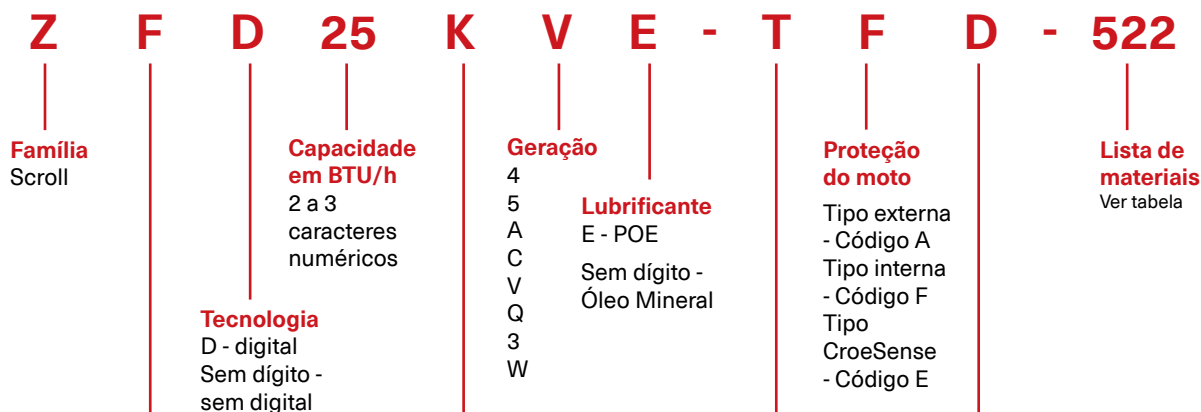 Z F D 25 K V E - T F D - 522
Família
Scroll
Tecnologia
D - digital
Sem dígito -
sem digital
Capacidade
em BTU/h
2 a 3
caracteres
numéricos
Geração
4
5
A
C
V
Q
3
W
Lubrificante
E - POE
Sem dígito -
Óleo Mineral
Proteção
do moto
Tipo externa
- Código A
Tipo interna
- Código F
Tipo
CroeSense
- Código E
Lista de
materiais
Ver tabela